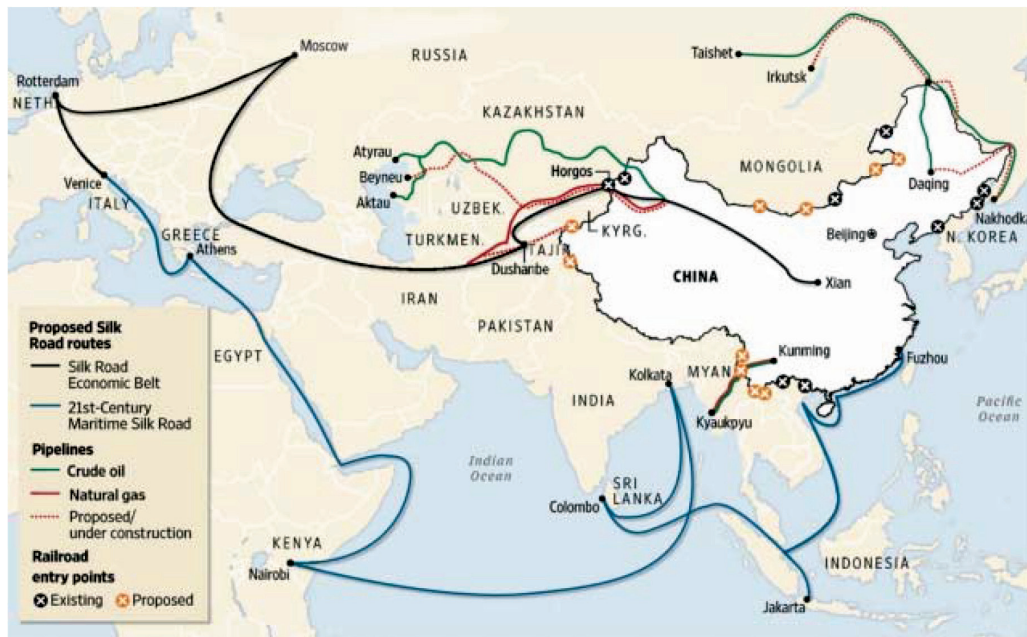 Moscow
RUSSIA
Taishet
Irkutsk
Rotterdam
NETH.
KAZAKHSTAN
Atyrau
Beyneu
Aktau
Horgos
MONGOLIA
Daqing
Venice
ITALY
UZBEK.
Nakhodka
GREECE
Athens
TURKMEN.
KYRG.
TAJIK.
Dushanbe
Beijing
N. KOREA
CHINA
Xian
IRAN
PAKISTAN
Proposed Silk
Road routes
Silk Road
Economic Belt
21st-Century
Maritime Silk Road
Pipelines
Crude oil
Natural gas
Proposed/
under construction
Railroad
entry points
Existing
Proposed
EGYPT
Kolkata
MYAN.
Kunming
Fuzhou
INDIA
Kyaukpyu
Pacific
Ocean
Indian
Ocean
SRI
LANKA
Colombo
KENYA
Nairobi
INDONESIA
Jakarta